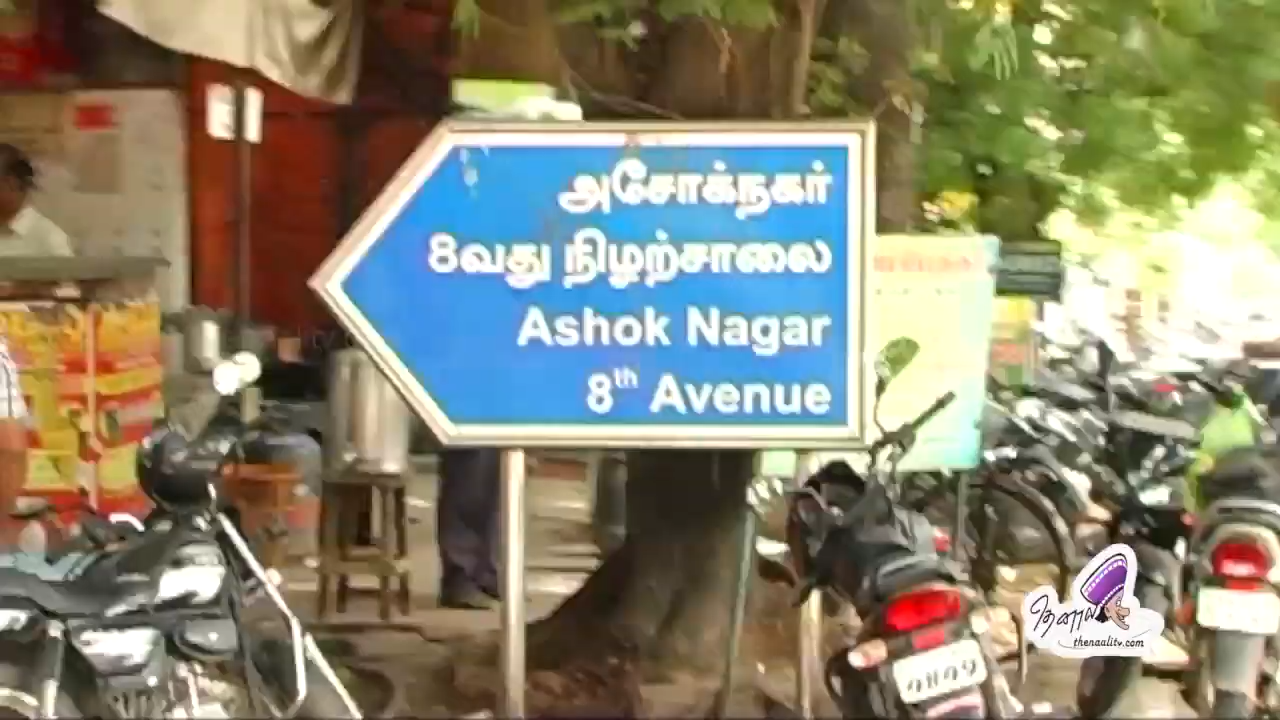 அசோக்நகர்
8வது நிழற்சாலை
Ashok Nagar
8th Avenue
தெனாலி
thenaalitv.com